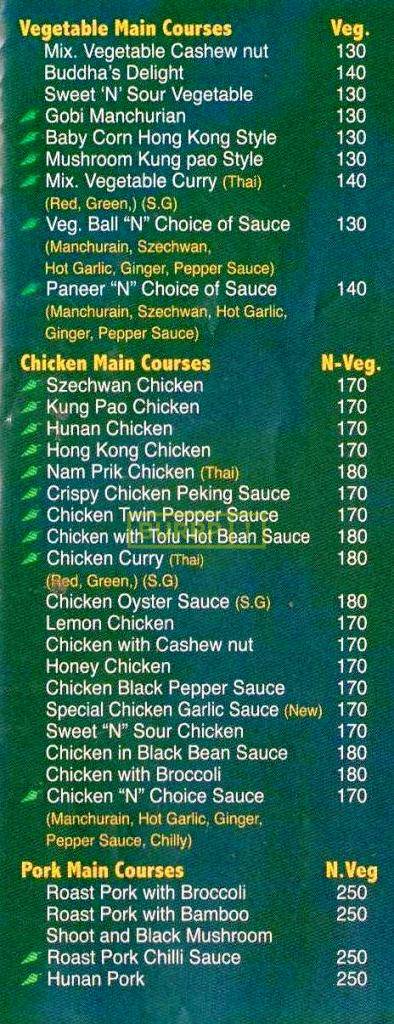 Vegetable Main Courses Veg.
Mix. Vegetable Cashew nut 130
Buddha's Delight 140
Sweet 'N' Sour Vegetable 130
Gobi Manchurian 130
Baby Corn Hong Kong Style 130
Mushroom Kung pao Style 130
Mix. Vegetable Curry (Thai) 140
(Red, Green,) (S.G)
Veg. Ball "N" Choice of Sauce 130
(Manchurain, Szechwan,
Hot Garlic, Ginger, Pepper Sauce)
Paneer "N" Choice of Sauce 140
(Manchurain, Szechwan, Hot Garlic,
Ginger, Pepper Sauce)
Chicken Main Courses N-Veg.
Szechwan Chicken 170
Kung Pao Chicken 170
Hunan Chicken 170
Hong Kong Chicken 170
Nam Prik Chicken (Thai) 180
Crispy Chicken Peking Sauce 170
Chicken Twin Pepper Sauce 170
Chicken with Tofu Hot Bean Sauce 180
Chicken Curry (Thai) 180
(Red, Green,) (S.G)
Chicken Oyster Sauce (S.G) 180
Lemon Chicken 170
Chicken with Cashew nut 170
Honey Chicken 170
Chicken Black Pepper Sauce 170
Special Chicken Garlic Sauce (New) 170
Sweet "N" Sour Chicken 170
Chicken in Black Bean Sauce 180
Chicken with Broccoli 180
Chicken "N" Choice Sauce 170
(Manchurain, Hot Garlic, Ginger,
Pepper Sauce, Chilly)
Pork Main Courses N.Veg
Roast Pork with Broccoli 250
Roast Pork with Bamboo 250
Shoot and Black Mushroom
Roast Pork Chilli Sauce 250
Hunan Pork 250